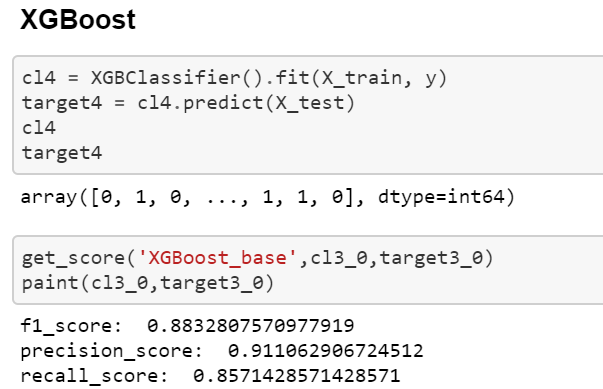 XGBoost
cl4 = XGBClassifier().fit(X_train, y)
target4 = cl4.predict(X_test)
cl4
target4
array([0, 1, 0, ..., 1, 1, 0], dtype=int64)
get_score('XGBoost_base',cl3_0,target3_0)
paint(cl3_0,target3_0)
f1_score:  0.8832807570977919
precision_score:  0.911062906724512
recall_score:  0.8571428571428571